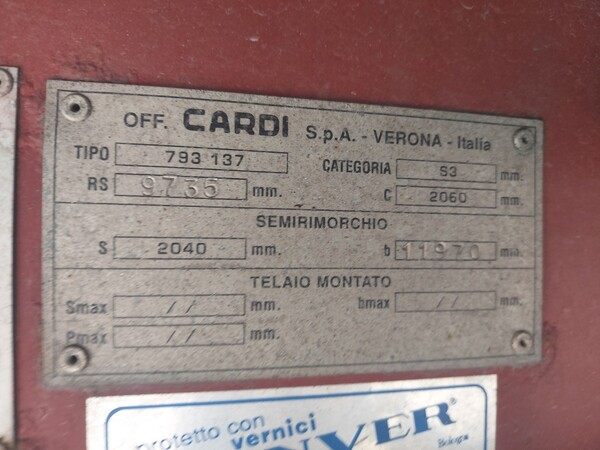 OFF. CARDI S.p.A. - VERONA - Italia
TIPO 793 137 CATEGORIA S3 mm.
RS 9735 mm. C 2060 mm.
SEMIRIMORCHIO
S 2040 mm. b 11970 mm.
TELAIO MONTATO
Smax // mm. bmax // mm.
Pmax // mm.
protetto con
vernici
Bologna